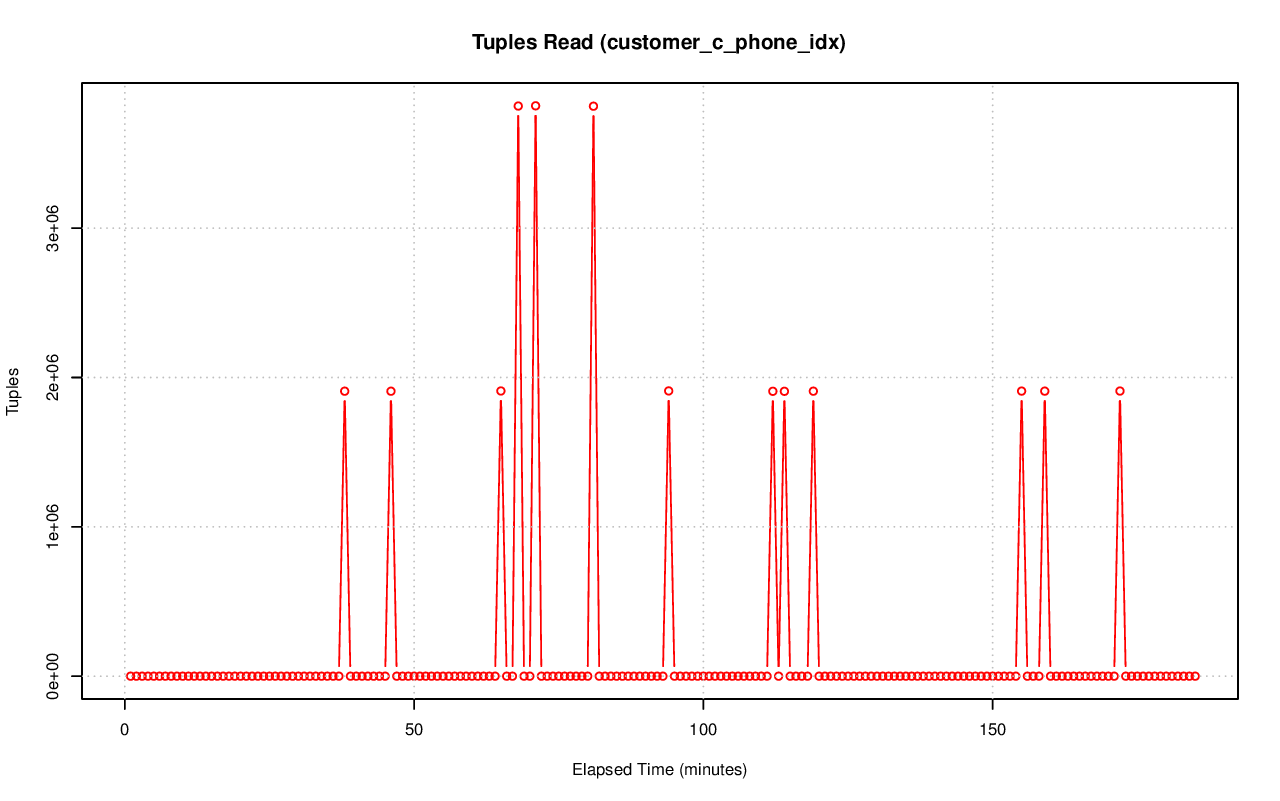 Tuples Read (customer_c_phone_idx)
Tuples
3e+06
2e+06
1e+06
0e+00
0
50
100
150
Elapsed Time (minutes)